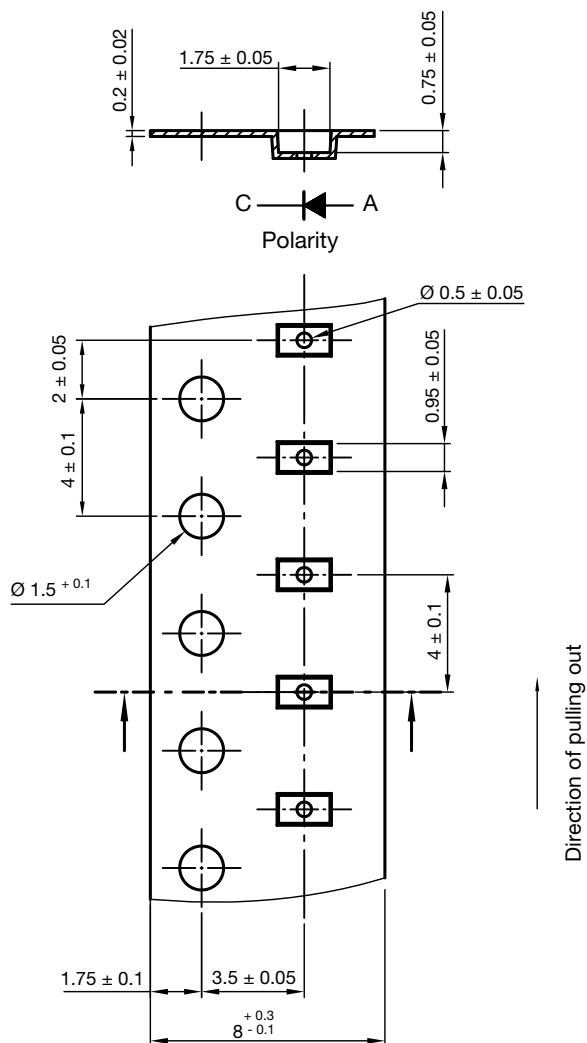 1.75 ± 0.05
0.2 ± 0.02
0.75 ± 0.05
C A
Polarity
Ø 0.5 ± 0.05
2 ± 0.05
0.95 ± 0.05
4 ± 0.1
Ø 1.5 + 0.1
4 ± 0.1
Direction of pulling out
1.75 ± 0.1
3.5 ± 0.05
8 + 0.3 - 0.1